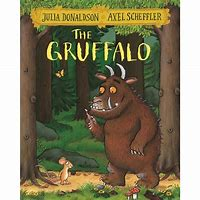 JULIA DONALDSON AXEL SCHEFFLER
THE
GRUFFALO